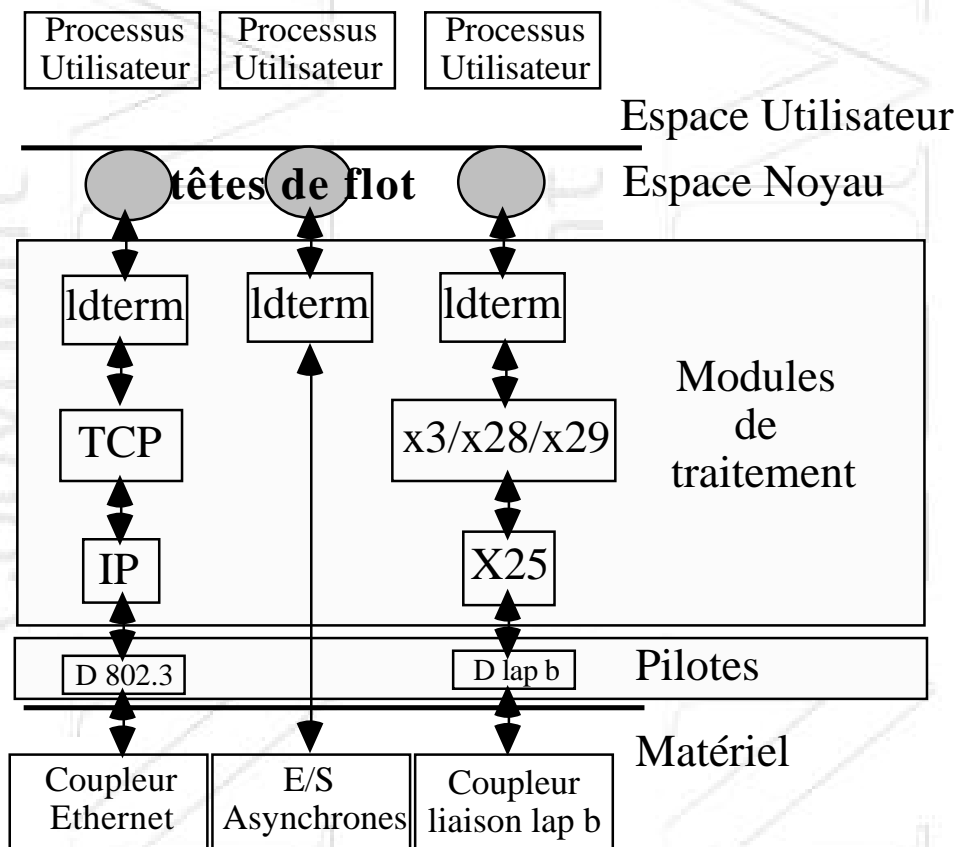 Processus
Utilisateur
Processus
Utilisateur
Processus
Utilisateur
Espace Utilisateur
têtes de flot
Espace Noyau
ldterm
ldterm
ldterm
Modules
de
traitement
TCP
x3/x28/x29
IP
X25
D 802.3
D lap b
Pilotes
Matériel
Coupleur
Ethernet
E/S
Asynchrones
Coupleur
liaison lap b